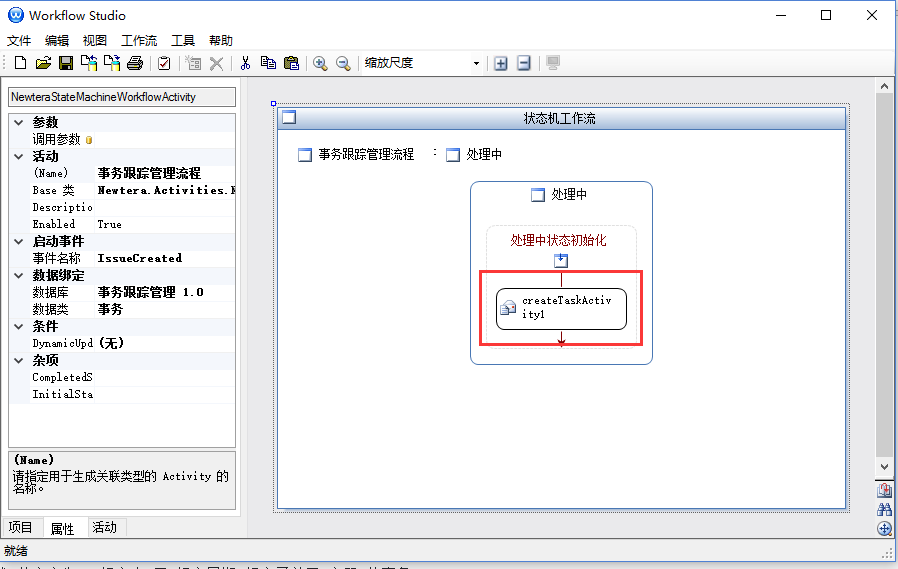 Workflow Studio
文件 编辑 视图 工作流 工具 帮助
缩放尺度
NewteraStateMachineWorkflowActivity
参数
调用参数
活动
(Name) 事务跟踪管理流程
Base 类 Newtera.Activities.
Descriptio
Enabled True
启动事件
事件名称 IssueCreated
数据绑定
数据库 事务跟踪管理 1.0
数据类 事务
条件
DynamicUpd (无)
杂项
CompletedS
InitialSta
(Name)
请指定用于生成关联类型的 Activity 的
名称。
项目 属性 活动
就绪
状态机工作流
事务跟踪管理流程 : 处理中
处理中
处理中状态初始化
createTaskActiv
ity1